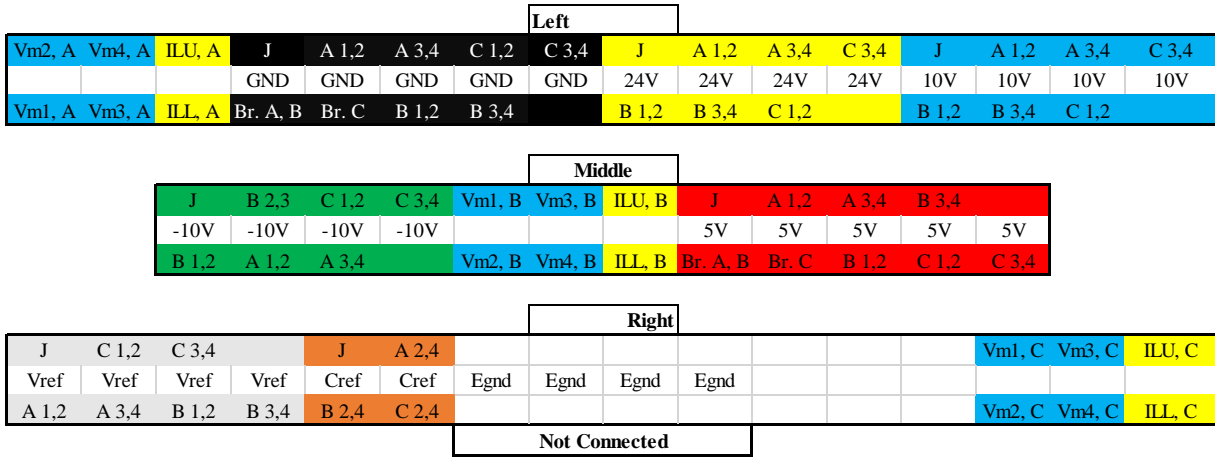 Left
Vm2, A Vm4, A ILU, A J A 1,2 A 3,4 C 1,2 C 3,4 J A 1,2 A 3,4 C 3,4 J A 1,2 A 3,4 C 3,4
GND GND GND GND GND 24V 24V 24V 24V 10V 10V 10V 10V
Vm1, A Vm3, A ILL, A Br. A, B Br. C B 1,2 B 3,4 B 1,2 B 3,4 C 1,2 B 1,2 B 3,4 C 1,2
Middle
J B 2,3 C 1,2 C 3,4 Vm1, B Vm3, B ILU, B J A 1,2 A 3,4 B 3,4
-10V -10V -10V -10V 5V 5V 5V 5V 5V
B 1,2 A 1,2 A 3,4 Vm2, B Vm4, B ILL, B Br. A, B Br. C B 1,2 C 1,2 C 3,4
Right
J C 1,2 C 3,4 J A 2,4 Vm1, C Vm3, C ILU, C
Vref Vref Vref Vref Cref Cref Egnd Egnd Egnd Egnd
A 1,2 A 3,4 B 1,2 B 3,4 B 2,4 C 2,4 Vm2, C Vm4, C ILL, C
Not Connected